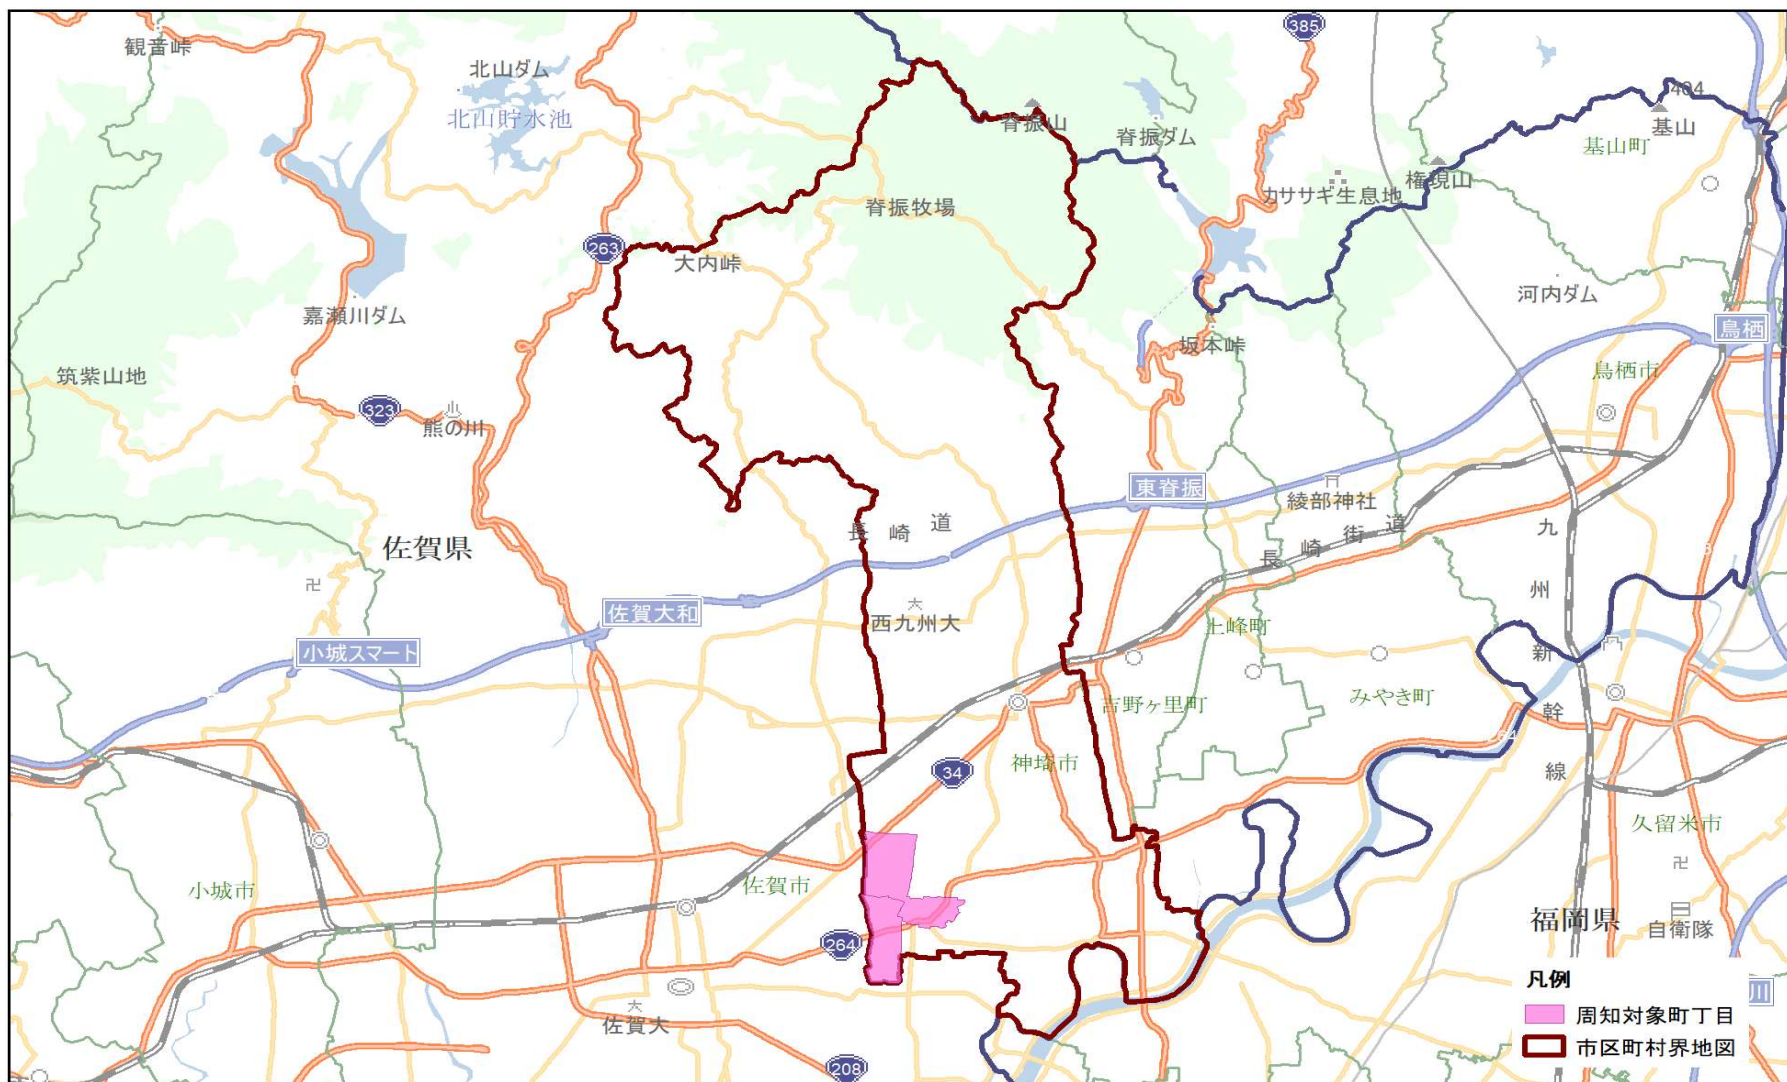 385
観音峠
北山ダム
404
北山貯水池
脊振山
脊振ダム
基山
基山町
権現山
カササギ生息地
脊振牧場
263
大内峠
河内ダム
嘉瀬川ダム
鳥栖
坂本峠
筑紫山地
鳥栖市
323
熊の川
東脊振
綾部神社
長崎道
長崎街道
九州新幹線
佐賀県
佐賀大和
西九州大
上峰町
小城スマート
みやき町
吉野ヶ里町
神埼市
34
久留米市
小城市
佐賀市
福岡県
自衛隊
264
佐賀大
208
川
凡例
周知対象町丁目
市区町村界地図